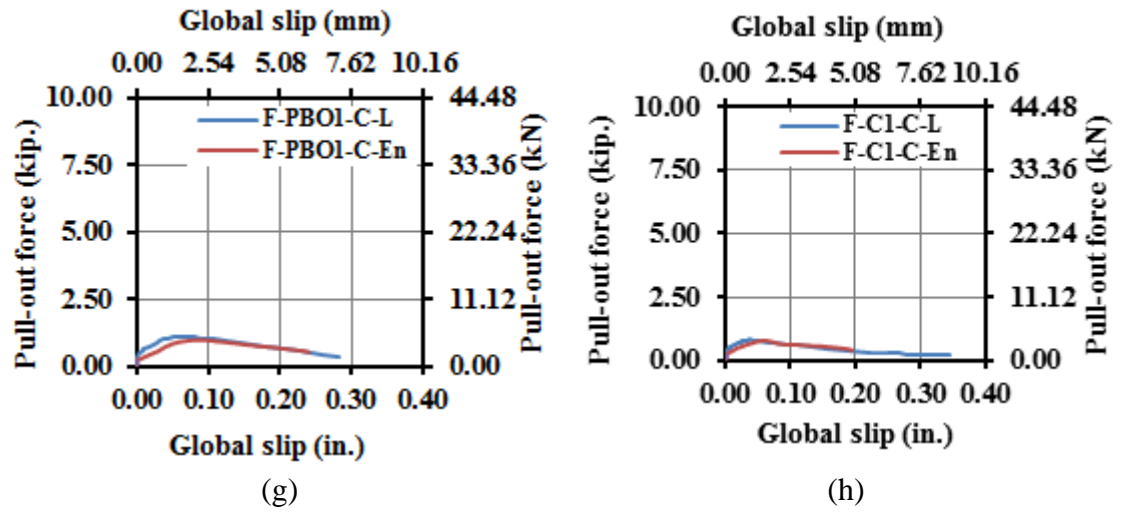 Global slip (mm)
0.00 2.54 5.08 7.62 10.16
10.00
7.50
5.00
2.50
0.00
Pull-out force (kip.)
F-PBO1-C-L
F-PBO1-C-En
44.48
33.36
22.24
11.12
0.00
Pull-out force (kN)
0.00 0.10 0.20 0.30 0.40
Global slip (in.)
(g)
Global slip (mm)
0.00 2.54 5.08 7.62 10.16
10.00
7.50
5.00
2.50
0.00
Pull-out force (kip.)
F-C1-C-L
F-C1-C-En
44.48
33.36
22.24
11.12
0.00
Pull-out force (kN)
0.00 0.10 0.20 0.30 0.40
Global slip (in.)
(h)